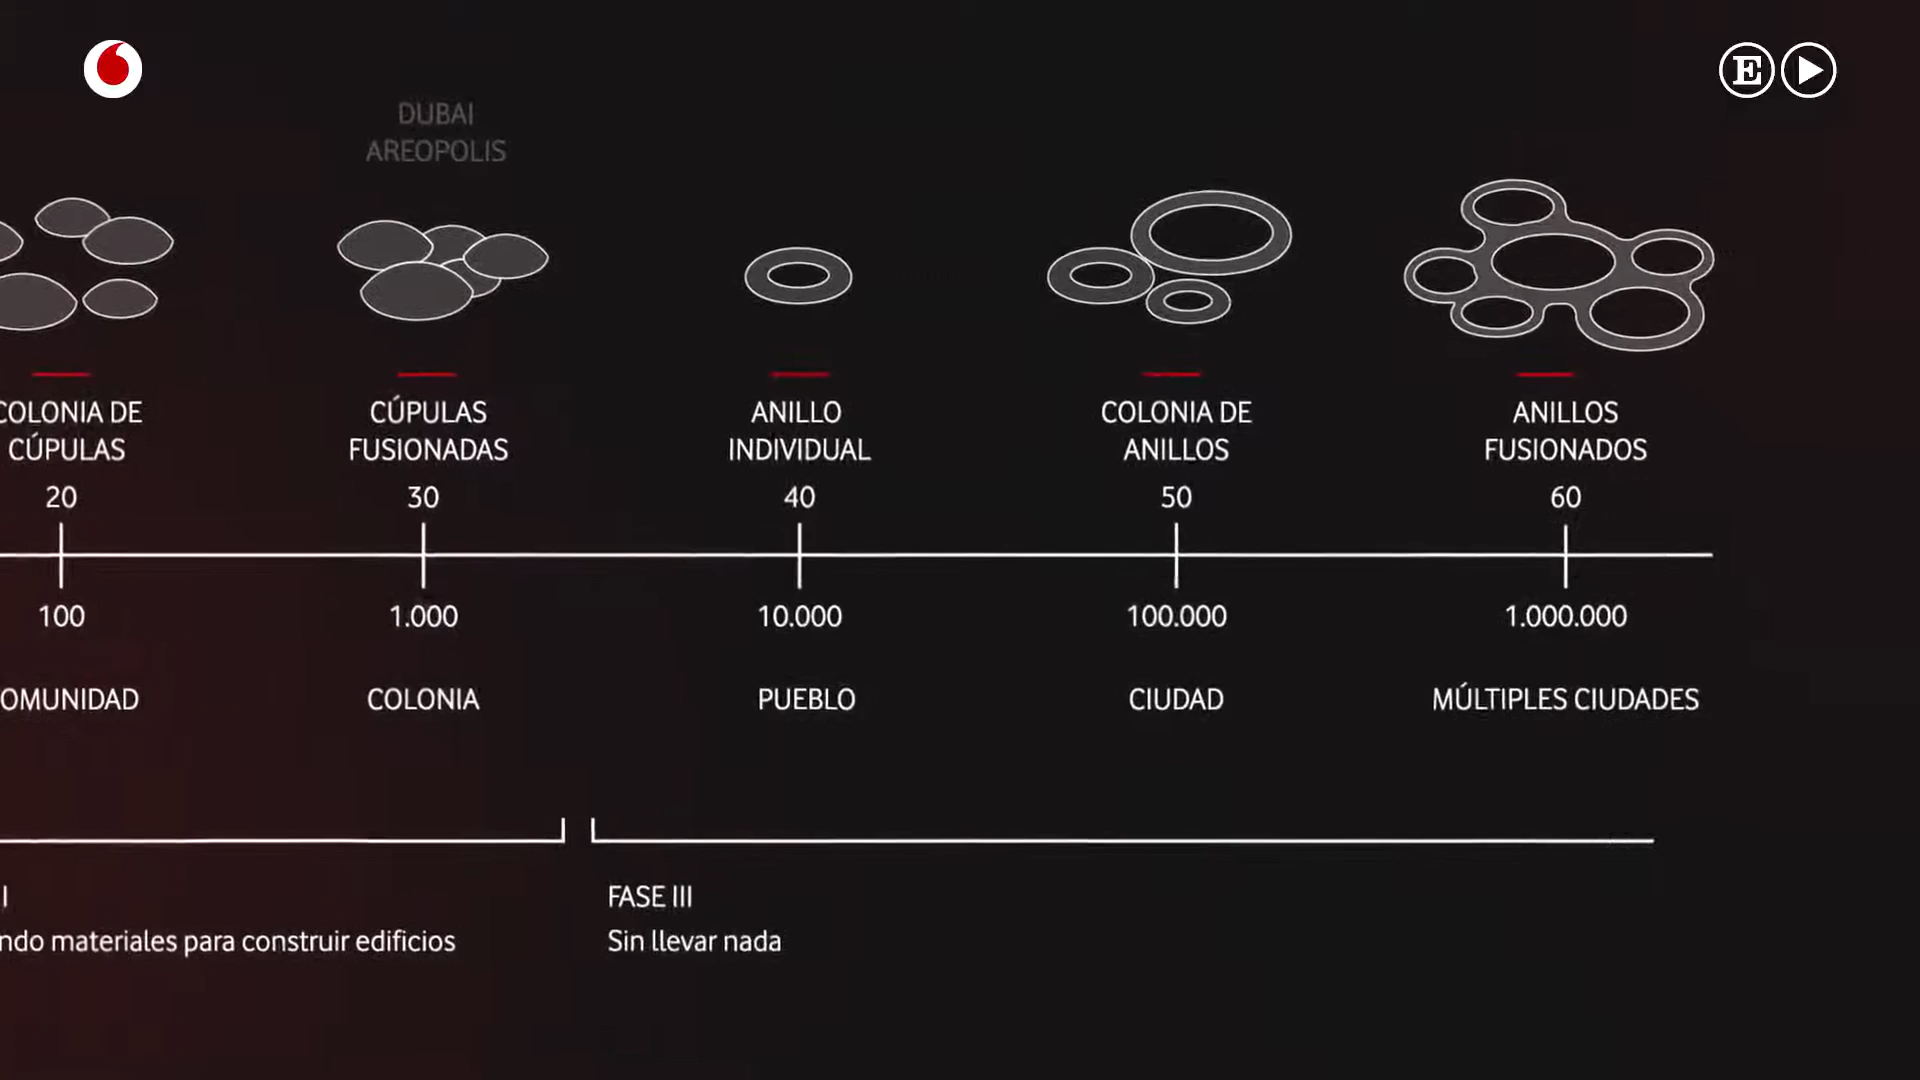 E
DUBAI
AREOPOLIS
COLONIA DE
CÚPULAS
20
100
OMUNIDAD
CÚPULAS
FUSIONADAS
30
1.000
COLONIA
ANILLO
INDIVIDUAL
40
10.000
PUEBLO
COLONIA DE
ANILLOS
50
100.000
CIUDAD
ANILLOS
FUSIONADOS
60
1.000.000
MÚLTIPLES CIUDADES
I
ndo materiales para construir edificios
FASE III
Sin llevar nada